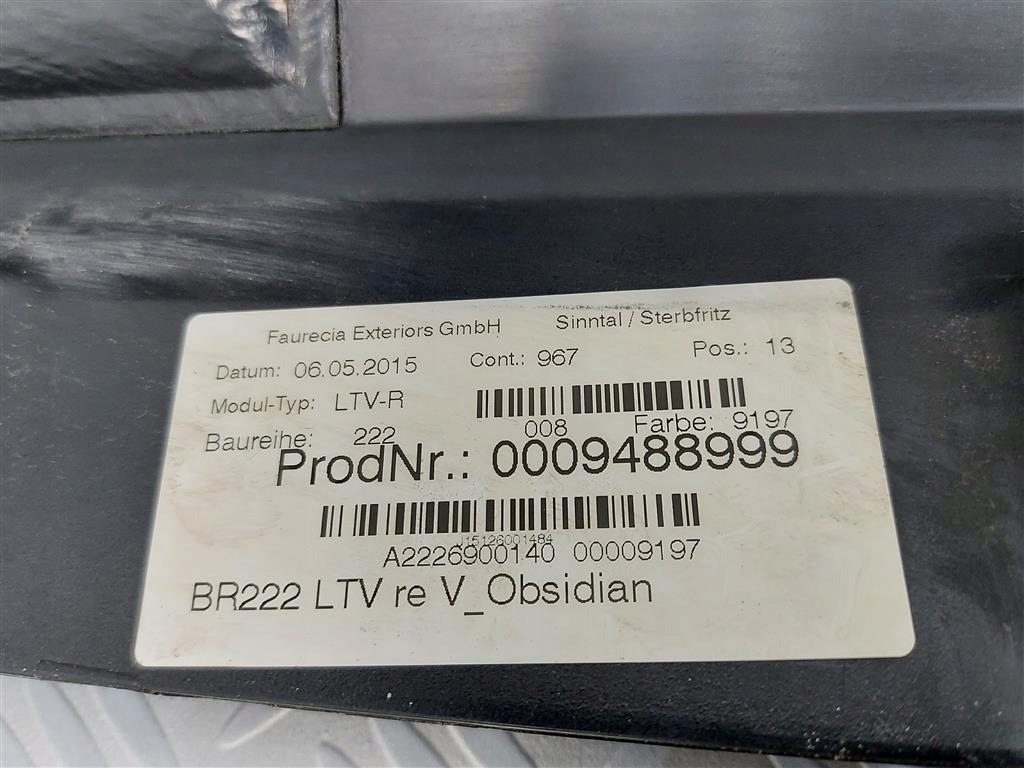 Faurecia Exteriors GmbH Sinntal / Sterbfritz
Datum: 06.05.2015 Cont.: 967 Pos.: 13
Modul-Typ: LTV-R
Baureihe: 222 008 Farbe: 9197
ProdNr.: 0009488999
J15126001484
A2226900140 00009197
BR222 LTV re V_Obsidian